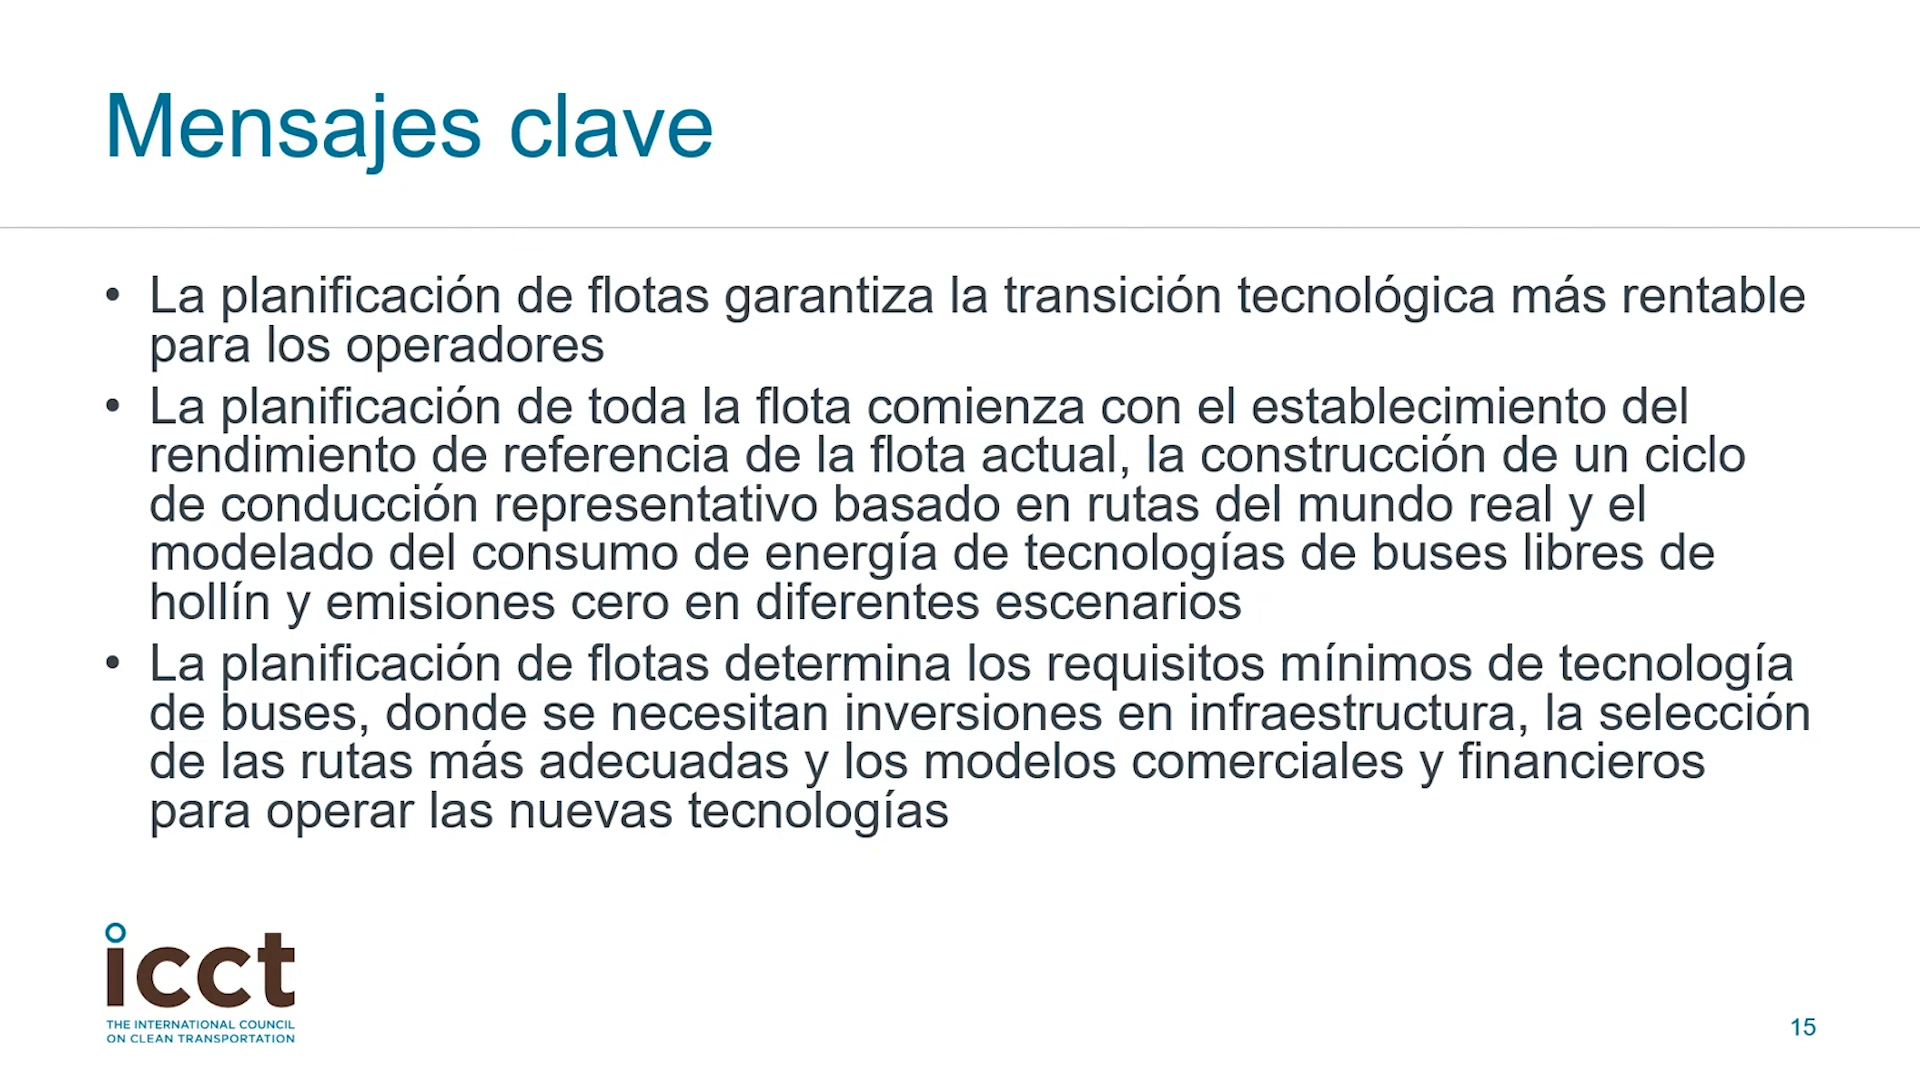 Mensajes clave
• La planificación de flotas garantiza la transición tecnológica más rentable
para los operadores
• La planificación de toda la flota comienza con el establecimiento del
rendimiento de referencia de la flota actual, la construcción de un ciclo
de conducción representativo basado en rutas del mundo real y el
modelado del consumo de energía de tecnologías de buses libres de
hollín y emisiones cero en diferentes escenarios
• La planificación de flotas determina los requisitos mínimos de tecnología
de buses, donde se necesitan inversiones en infraestructura, la selección
de las rutas más adecuadas y los modelos comerciales y financieros
para operar las nuevas tecnologías
icct
THE INTERNATIONAL COUNCIL
ON CLEAN TRANSPORTATION
15